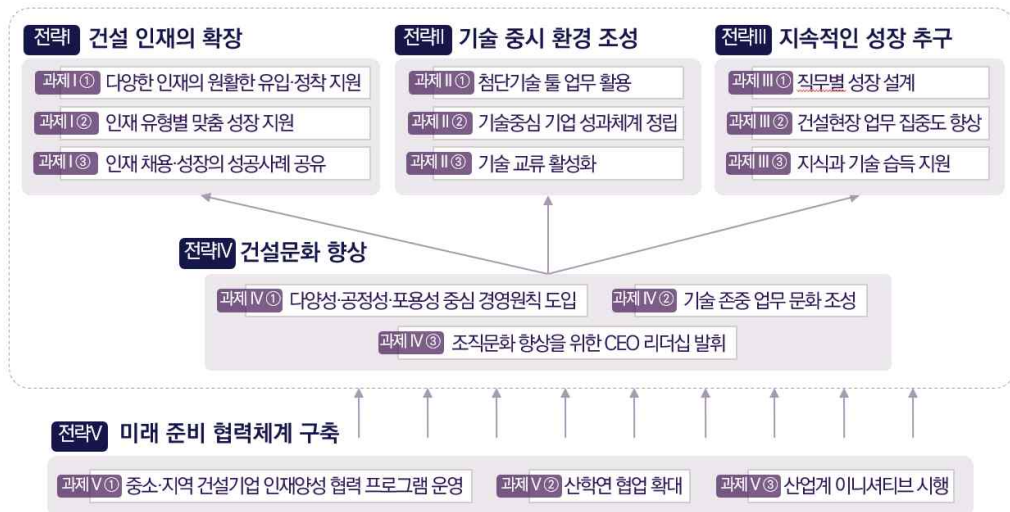 전략Ⅰ 건설 인재의 확장
과제Ⅰ① 다양한 인재의 원활한 유입·정착 지원
과제Ⅰ② 인재 유형별 맞춤 성장 지원
과제Ⅰ③ 인재 채용·성장의 성공사례 공유
전략Ⅱ 기술 중시 환경 조성
과제Ⅱ① 첨단기술 툴 업무 활용
과제Ⅱ② 기술중심 기업 성과체계 정립
과제Ⅱ③ 기술 교류 활성화
전략Ⅲ 지속적인 성장 추구
과제Ⅲ① 직무별 성장 설계
과제Ⅲ② 건설현장 업무 집중도 향상
과제Ⅲ③ 지식과 기술 습득 지원
전략Ⅳ 건설문화 향상
과제Ⅳ① 다양성·공정성·포용성 중심 경영원칙 도입
과제Ⅳ② 기술 존중 업무 문화 조성
과제Ⅳ③ 조직문화 향상을 위한 CEO 리더십 발휘
전략Ⅴ 미래 준비 협력체계 구축
과제Ⅴ① 중소·지역 건설기업 인재양성 협력 프로그램 운영
과제Ⅴ② 산학연 협업 확대
과제Ⅴ③ 산업계 이니셔티브 시행